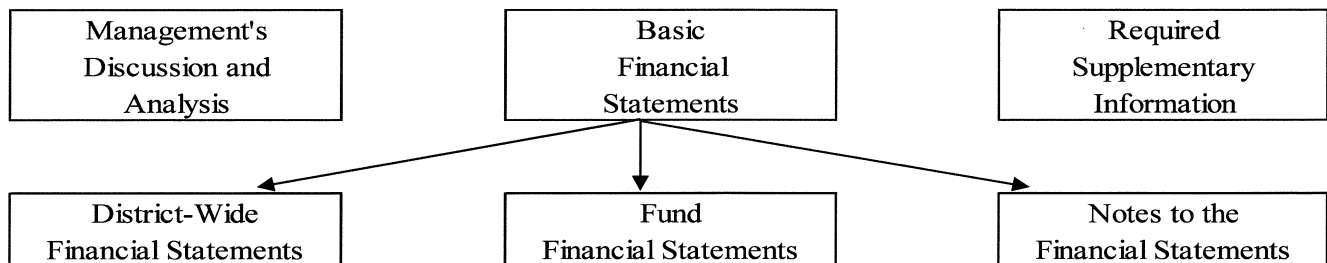 Management's
Discussion and
Analysis
Basic
Financial
Statements
Required
Supplementary
Information
District-Wide
Financial Statements
Fund
Financial Statements
Notes to the
Financial Statements